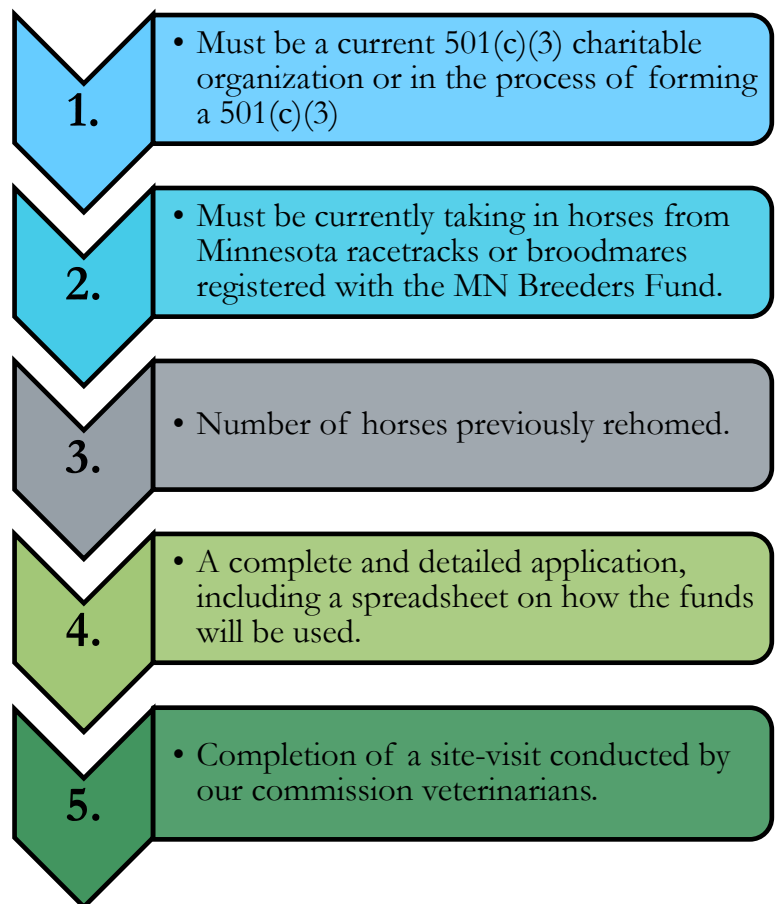 1.
• Must be a current 501(c)(3) charitable
organization or in the process of forming
a 501(c)(3)
2.
• Must be currently taking in horses from
Minnesota racetracks or broodmares
registered with the MN Breeders Fund.
3.
• Number of horses previously rehomed.
4.
• A complete and detailed application,
including a spreadsheet on how the funds
will be used.
5.
• Completion of a site-visit conducted by
our commission veterinarians.